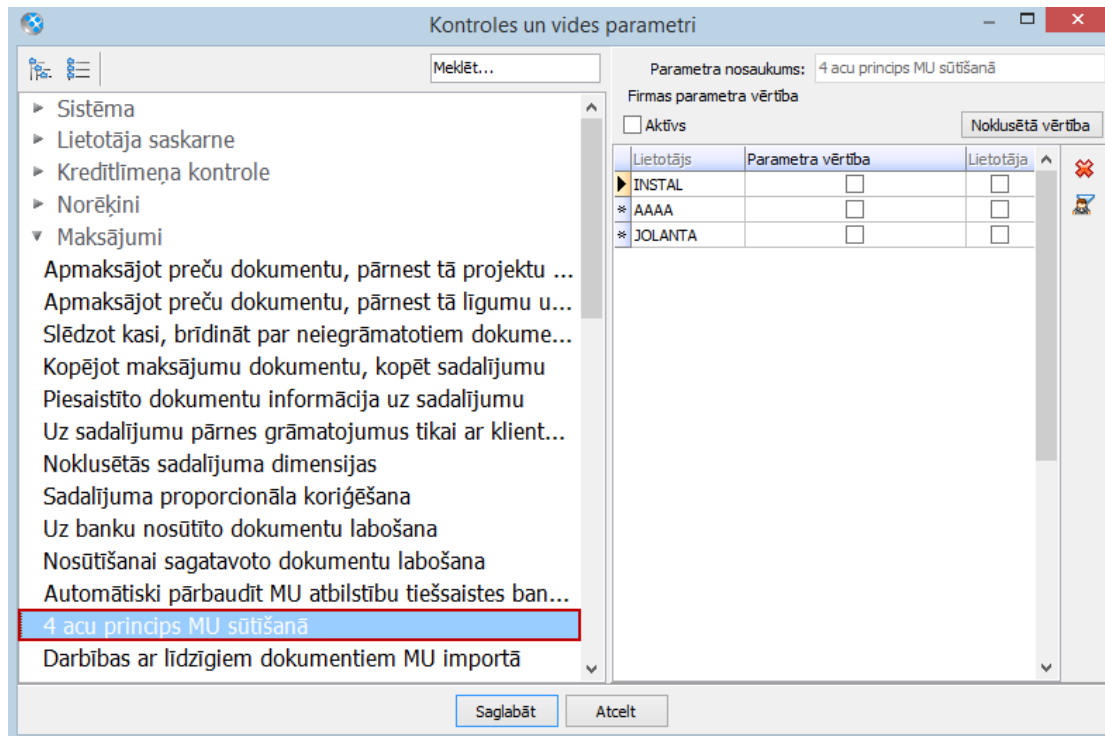 Kontroles un vides parametri
Meklēt...
Sistēma
Lietotāja saskarne
Kredītlīmeņa kontrole
Norēķini
Maksājumi
Apmaksājot preču dokumentu, pārnest tā projektu ...
Apmaksājot preču dokumentu, pārnest tā līgumu u...
Slēdzot kasi, brīdināt par neiegrāmatotiem dokume...
Kopējot maksājumu dokumentu, kopēt sadalījumu
Piesaistīto dokumentu informācija uz sadalījumu
Uz sadalījumu pārnes grāmatojumus tikai ar klient...
Noklusētās sadalījuma dimensijas
Sadalījuma proporcionāla koriģēšana
Uz banku nosūtīto dokumentu labošana
Nosūtīšanai sagatavoto dokumentu labošana
Automātiski pārbaudīt MU atbilstību tiešsaistes ban...
4 acu princips MU sūtīšanā
Darbības ar līdzīgiem dokumentiem MU importā
Parametra nosaukums: 4 acu princips MU sūtīšanā
Firmas parametra vērtība
Aktīvs Noklusētā vērtība
Lietotājs Parametra vērtība Lietotāja
INSTAL
AAAA
JOLANTA
Saglabāt Atcelt